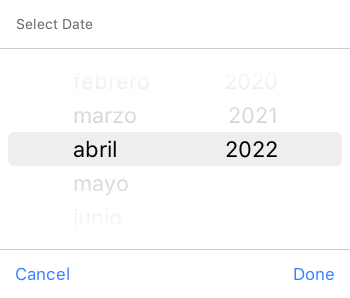 Select Date
febrero 2020
marzo 2021
abril 2022
mayo
junio
Cancel Done